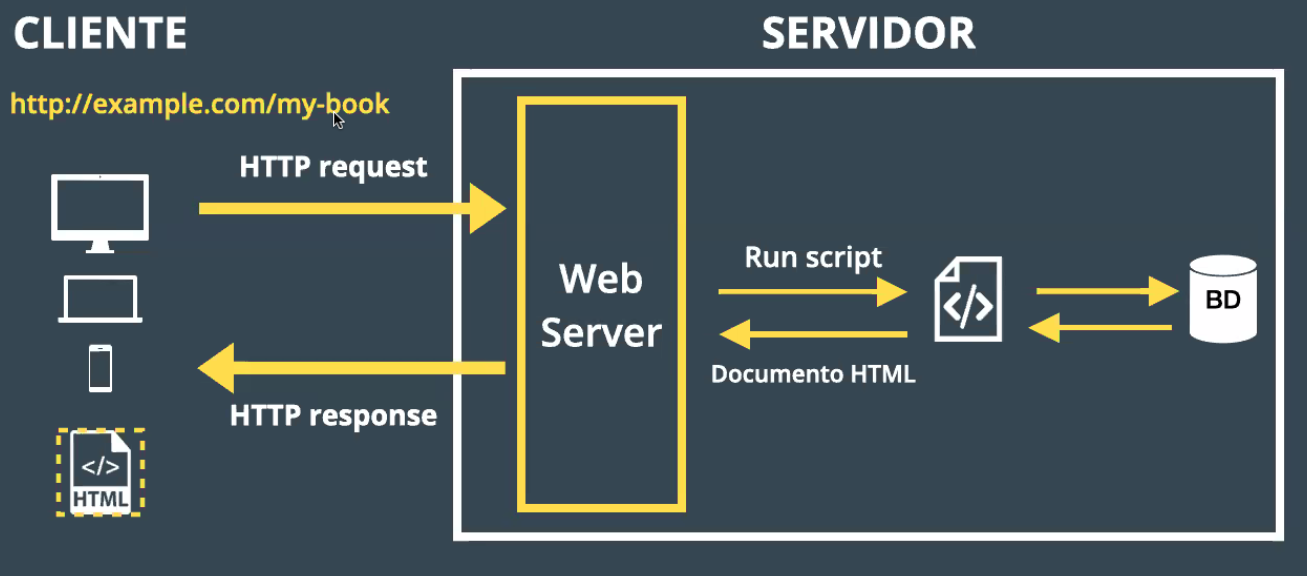 CLIENTE
SERVIDOR
http://example.com/my-book
HTTP request
Web
Server
Run script
</>
BD
Documento HTML
HTTP response
</>
HTML